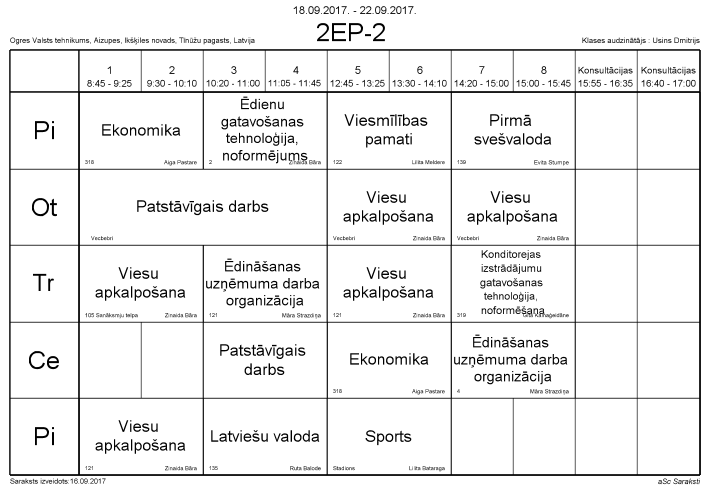 18.09.2017. - 22.09.2017.
Ogres Valsts tehnikums, Aizupes, Ikšķiles novads, Tīnūžu pagasts, Latvija
2EP-2
Klases audzinātājs : Usins Dmitrijs
1 2 3 4 5 6 7 8 Konsultācijas Konsultācijas
8:45 - 9:25 9:30 - 10:10 10:20 - 11:00 11:05 - 11:45 12:45 - 13:25 13:30 - 14:10 14:20 - 15:00 15:00 - 15:45 15:55 - 16:35 16:40 - 17:00
Pi
Ekonomika
318 Aiga Pastare
Ēdienu
gatavošanas
tehnoloģija,
noformējums
2 Zinaida Bāra
Viesmīlības
pamati
122 Lilita Meldere
Pirmā
svešvaloda
139 Evita Stumpe
Ot
Patstāvīgais darbs
Vecbebri
Viesu
apkalpošana
Vecbebri Zinaida Bāra
Viesu
apkalpošana
Vecbebri Zinaida Bāra
Tr
Viesu
apkalpošana
105 Sanāksmju telpa Zinaida Bāra
Ēdināšanas
uzņēmuma darba
organizācija
121 Māra Strazdiņa
Viesu
apkalpošana
121 Zinaida Bāra
Konditorejas
izstrādājumu
gatavošanas
tehnoloģija,
noformēšana
319
Ce
Patstāvīgais
darbs
Ekonomika
318 Aiga Pastare
Ēdināšanas
uzņēmuma darba
organizācija
4 Māra Strazdiņa
Pi
Viesu
apkalpošana
121 Zinaida Bāra
Latviešu valoda
135 Ruta Balode
Sports
Stadions Lilita Bataraga
Saraksts izveidots:16.09.2017
aSc Saraksti